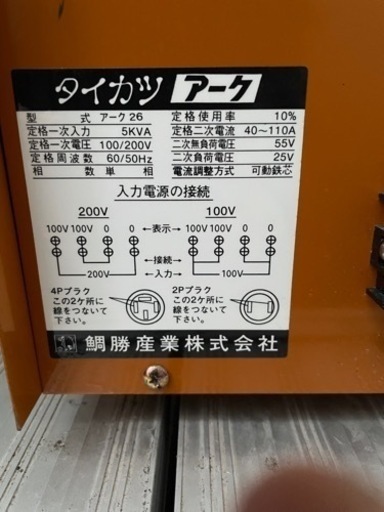 タイカツ アーク
型式 アーク26 定格使用率 10%
定格一次入力 5KVA 定格二次電流 40~110A
定格一次電圧 100/200V 二次無負荷電圧 55V
定格周波数 60/50Hz 二次負荷電圧 25V
相数 単相 電流調整方式 可動鉄芯
入力電源の接続
200V 100V
100V 100V 0 0 ←表示→ 100V 100V 0 0
←接続→
200V ←入力→ 100V
4Pプラク 2Pプラク
この2ケ所に この2ケ所に
線をつないで 線をつないで
下さい。 下さい。
鯛勝産業株式会社